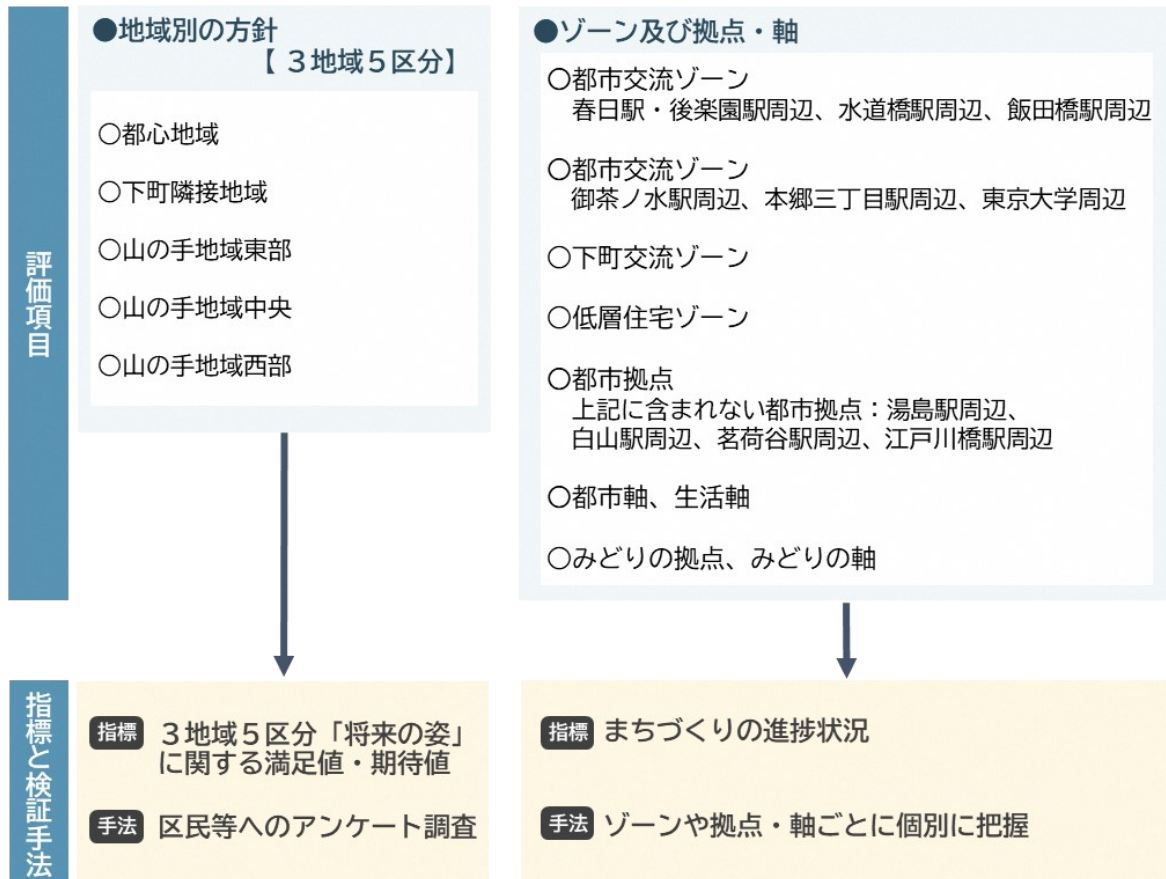 評価項目
●地域別の方針
【 3地域5区分】
○都心地域
○下町隣接地域
○山の手地域東部
○山の手地域中央
○山の手地域西部
●ゾーン及び拠点・軸
○都市交流ゾーン
春日駅・後楽園駅周辺、水道橋駅周辺、飯田橋駅周辺
○都市交流ゾーン
御茶ノ水駅周辺、本郷三丁目駅周辺、東京大学周辺
○下町交流ゾーン
○低層住宅ゾーン
○都市拠点
上記に含まれない都市拠点：湯島駅周辺、
白山駅周辺、茗荷谷駅周辺、江戸川橋駅周辺
○都市軸、生活軸
○みどりの拠点、みどりの軸
指標と検証手法
指標 3地域5区分「将来の姿」
に関する満足値・期待値
手法 区民等へのアンケート調査
指標 まちづくりの進捗状況
手法 ゾーンや拠点・軸ごとに個別に把握